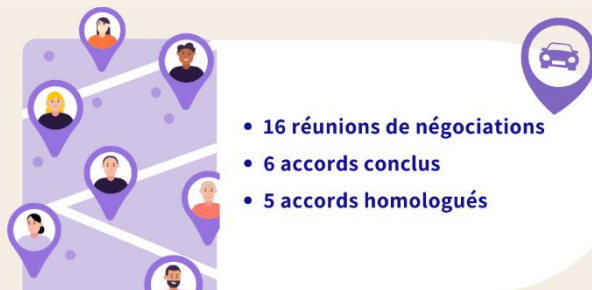 • 16 réunions de négociations
• 6 accords conclus
• 5 accords homologués